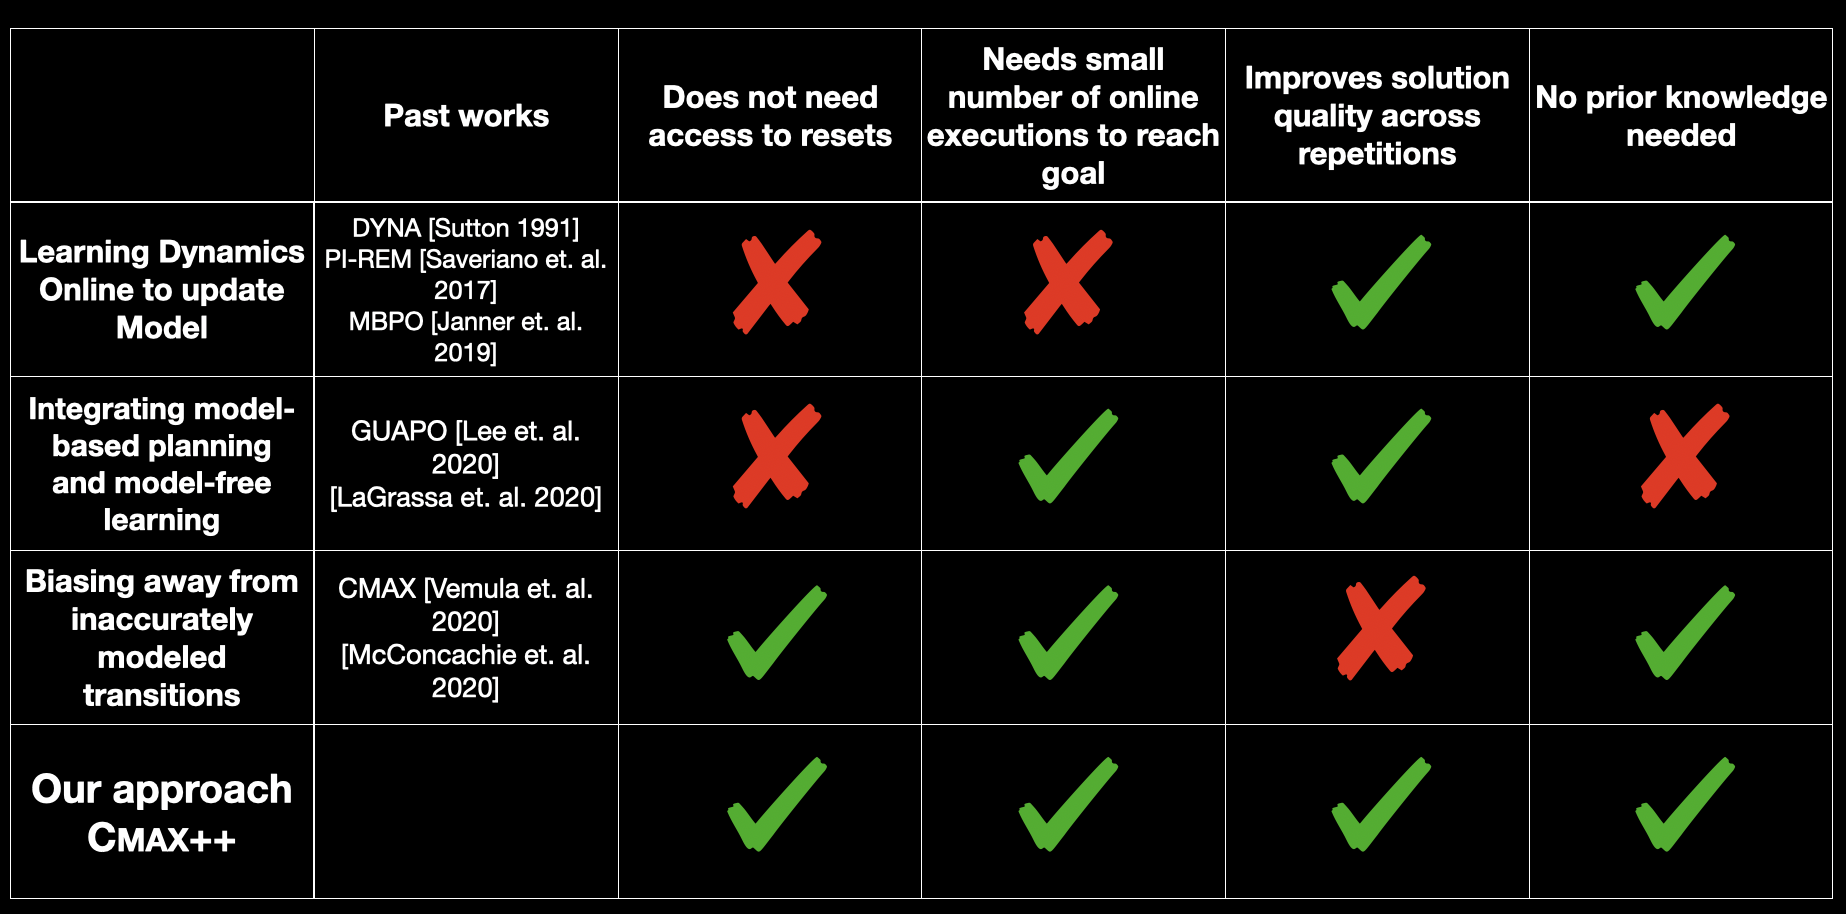 Past works
Does not need
access to resets
Needs small
number of online
executions to reach
goal
Improves solution
quality across
repetitions
No prior knowledge
needed
Learning Dynamics
Online to update
Model
DYNA [Sutton 1991]
PI-REM [Saveriano et. al.
2017]
MBPO [Janner et. al.
2019]
Integrating model-
based planning
and model-free
learning
GUAPO [Lee et. al.
2020]
[LaGrassa et. al. 2020]
Biasing away from
inaccurately
modeled
transitions
CMAX [Vemula et. al.
2020]
[McConcachie et. al.
2020]
Our approach
CMAX++